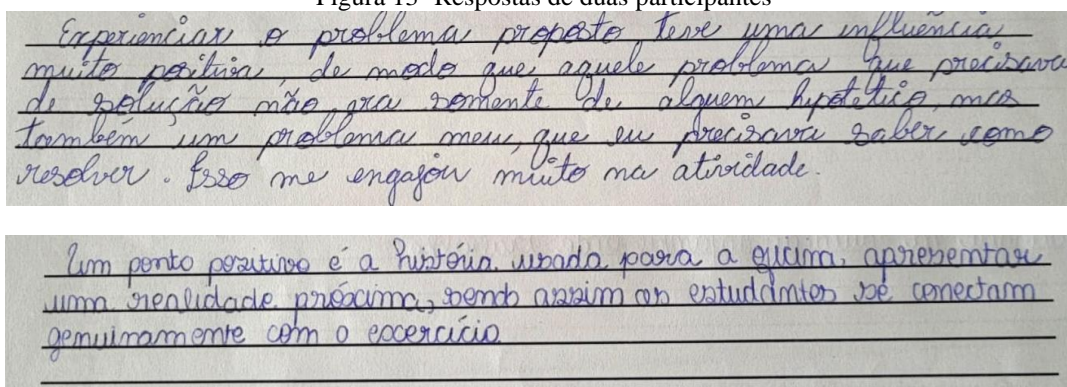 Figura 13- Respostas de duas participantes
Experienciar o problema proposto, teve uma influência
muito positiva, de modo que, aquele problema que precisava
de solução não era somente de alguem hipotético, mas
também um problema meu, que eu precisava saber como
resolver. Isso me engajou muito na atividade.
Um ponto positivo é a história usada para a apresentar
uma realidade próxima, sendo assim os estudantes se conectam
genuinamente com o exercício